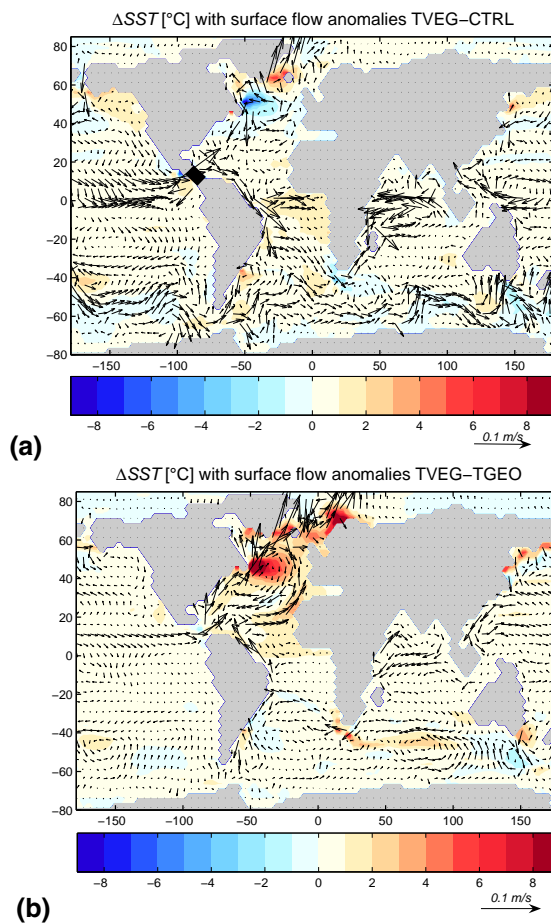 ΔSST [°C] with surface flow anomalies TVEG−CTRL
80
60
40
20
0
−20
−40
−60
−80
−150 −100 −50 0 50 100 150
−8 −6 −4 −2 0 2 4 6 8
0.1 m/s
(a)
ΔSST [°C] with surface flow anomalies TVEG−TGEO
80
60
40
20
0
−20
−40
−60
−80
−150 −100 −50 0 50 100 150
−8 −6 −4 −2 0 2 4 6 8
0.1 m/s
(b)